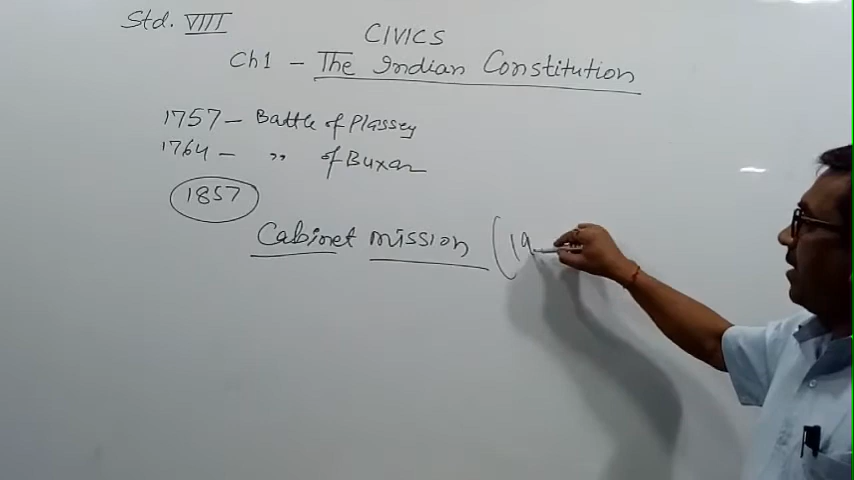 Std. VIII
CIVICS
Ch1 - The Indian Constitution
1757 - Battle of Plassey
1764 - ,, of Buxar
1857
Cabinet mission (19